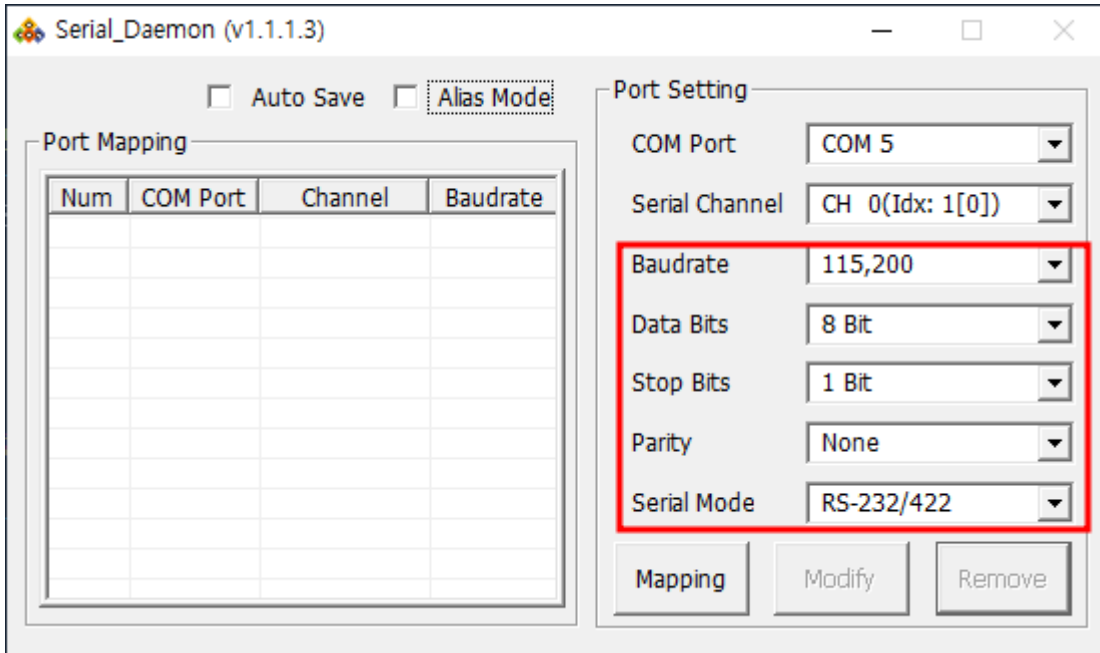 Serial_Daemon (v1.1.1.3)
Auto Save Alias Mode
Port Mapping
Num COM Port Channel Baudrate
Port Setting
COM Port COM 5
Serial Channel CH 0(Idx: 1[0])
Baudrate 115,200
Data Bits 8 Bit
Stop Bits 1 Bit
Parity None
Serial Mode RS-232/422
Mapping Modify Remove